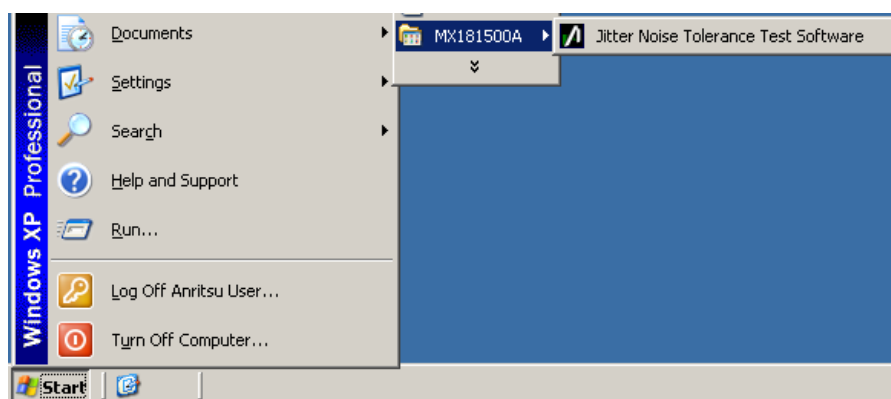 Documents
MX181500A
Jitter Noise Tolerance Test Software
Settings
Search
Help and Support
Run...
Log Off Anritsu User...
Turn Off Computer...
Windows XP Professional
Start